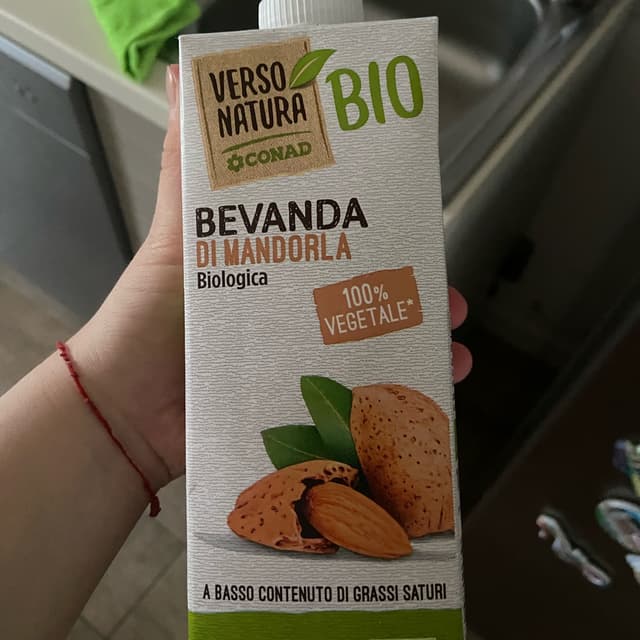 VERSO
NATURA
CONAD
BIO
BEVANDA
DI MANDORLA
Biologica
100%
VEGETALE*
A BASSO CONTENUTO DI GRASSI SATURI